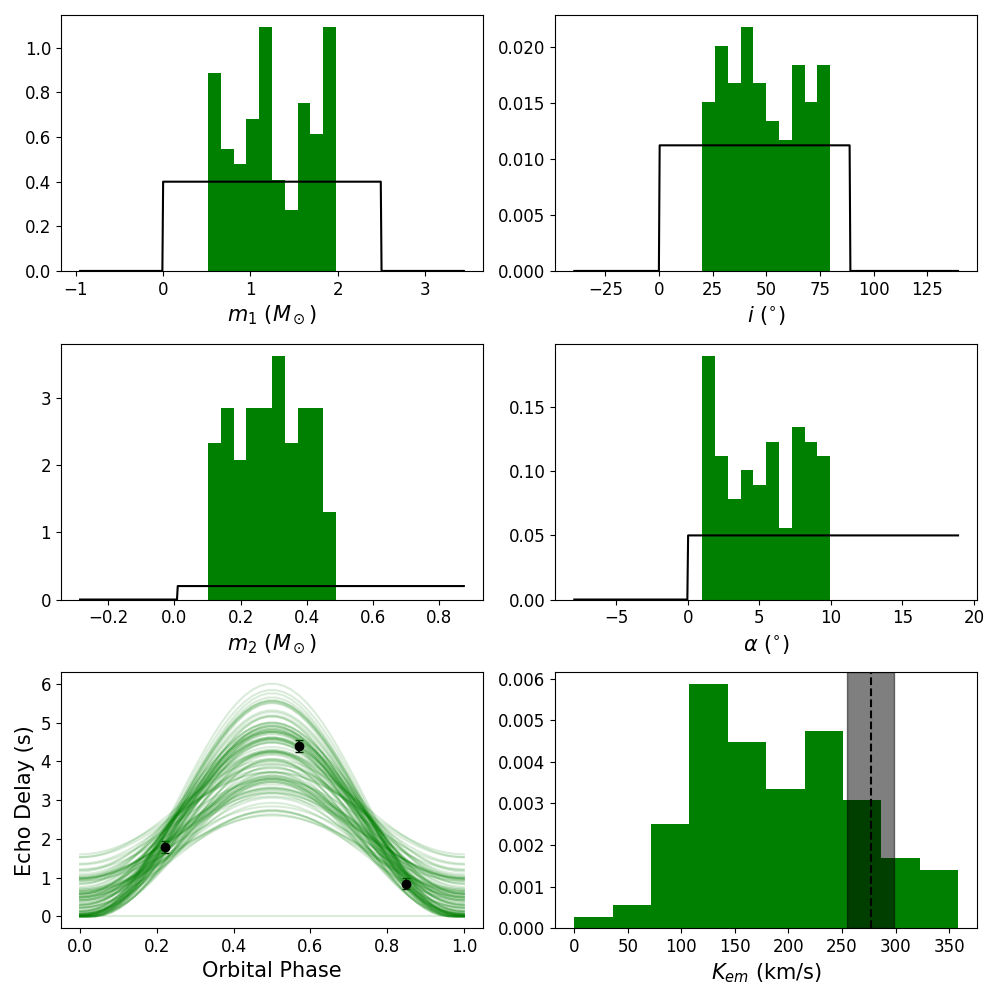 1.0
0.8
0.6
0.4
0.2
0.0
−1 0 1 2 3
m₁ (M⊙)
0.020
0.015
0.010
0.005
0.000
−25 0 25 50 75 100 125
i (°)
3
2
1
0
−0.2 0.0 0.2 0.4 0.6 0.8
m₂ (M⊙)
0.15
0.10
0.05
0.00
−5 0 5 10 15 20
α (°)
Echo Delay (s)
6
5
4
3
2
1
0
0.0 0.2 0.4 0.6 0.8 1.0
Orbital Phase
0.006
0.005
0.004
0.003
0.002
0.001
0.000
0 50 100 150 200 250 300 350
K_em (km/s)